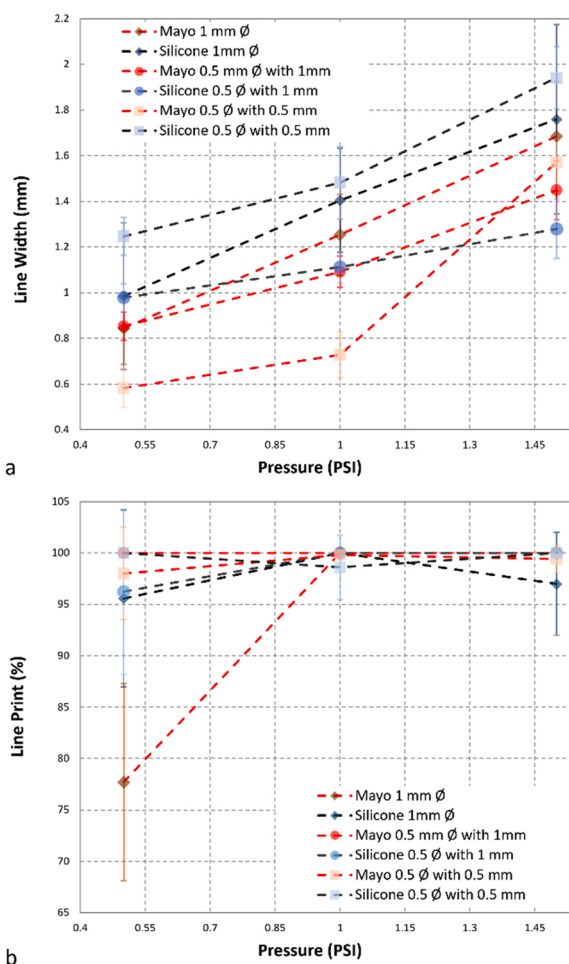 2.2
2
1.8
1.6
1.4
1.2
1
0.8
0.6
0.4
Line Width (mm)
Mayo 1 mm Ø
Silicone 1mm Ø
Mayo 0.5 mm Ø with 1mm
Silicone 0.5 Ø with 1 mm
Mayo 0.5 Ø with 0.5 mm
Silicone 0.5 Ø with 0.5 mm
0.4 0.55 0.7 0.85 1 1.15 1.3 1.45
Pressure (PSI)
a
105
100
95
90
85
80
75
70
65
Line Print (%)
Mayo 1 mm Ø
Silicone 1mm Ø
Mayo 0.5 mm Ø with 1mm
Silicone 0.5 Ø with 1 mm
Mayo 0.5 Ø with 0.5 mm
Silicone 0.5 Ø with 0.5 mm
0.4 0.55 0.7 0.85 1 1.15 1.3 1.45
Pressure (PSI)
b